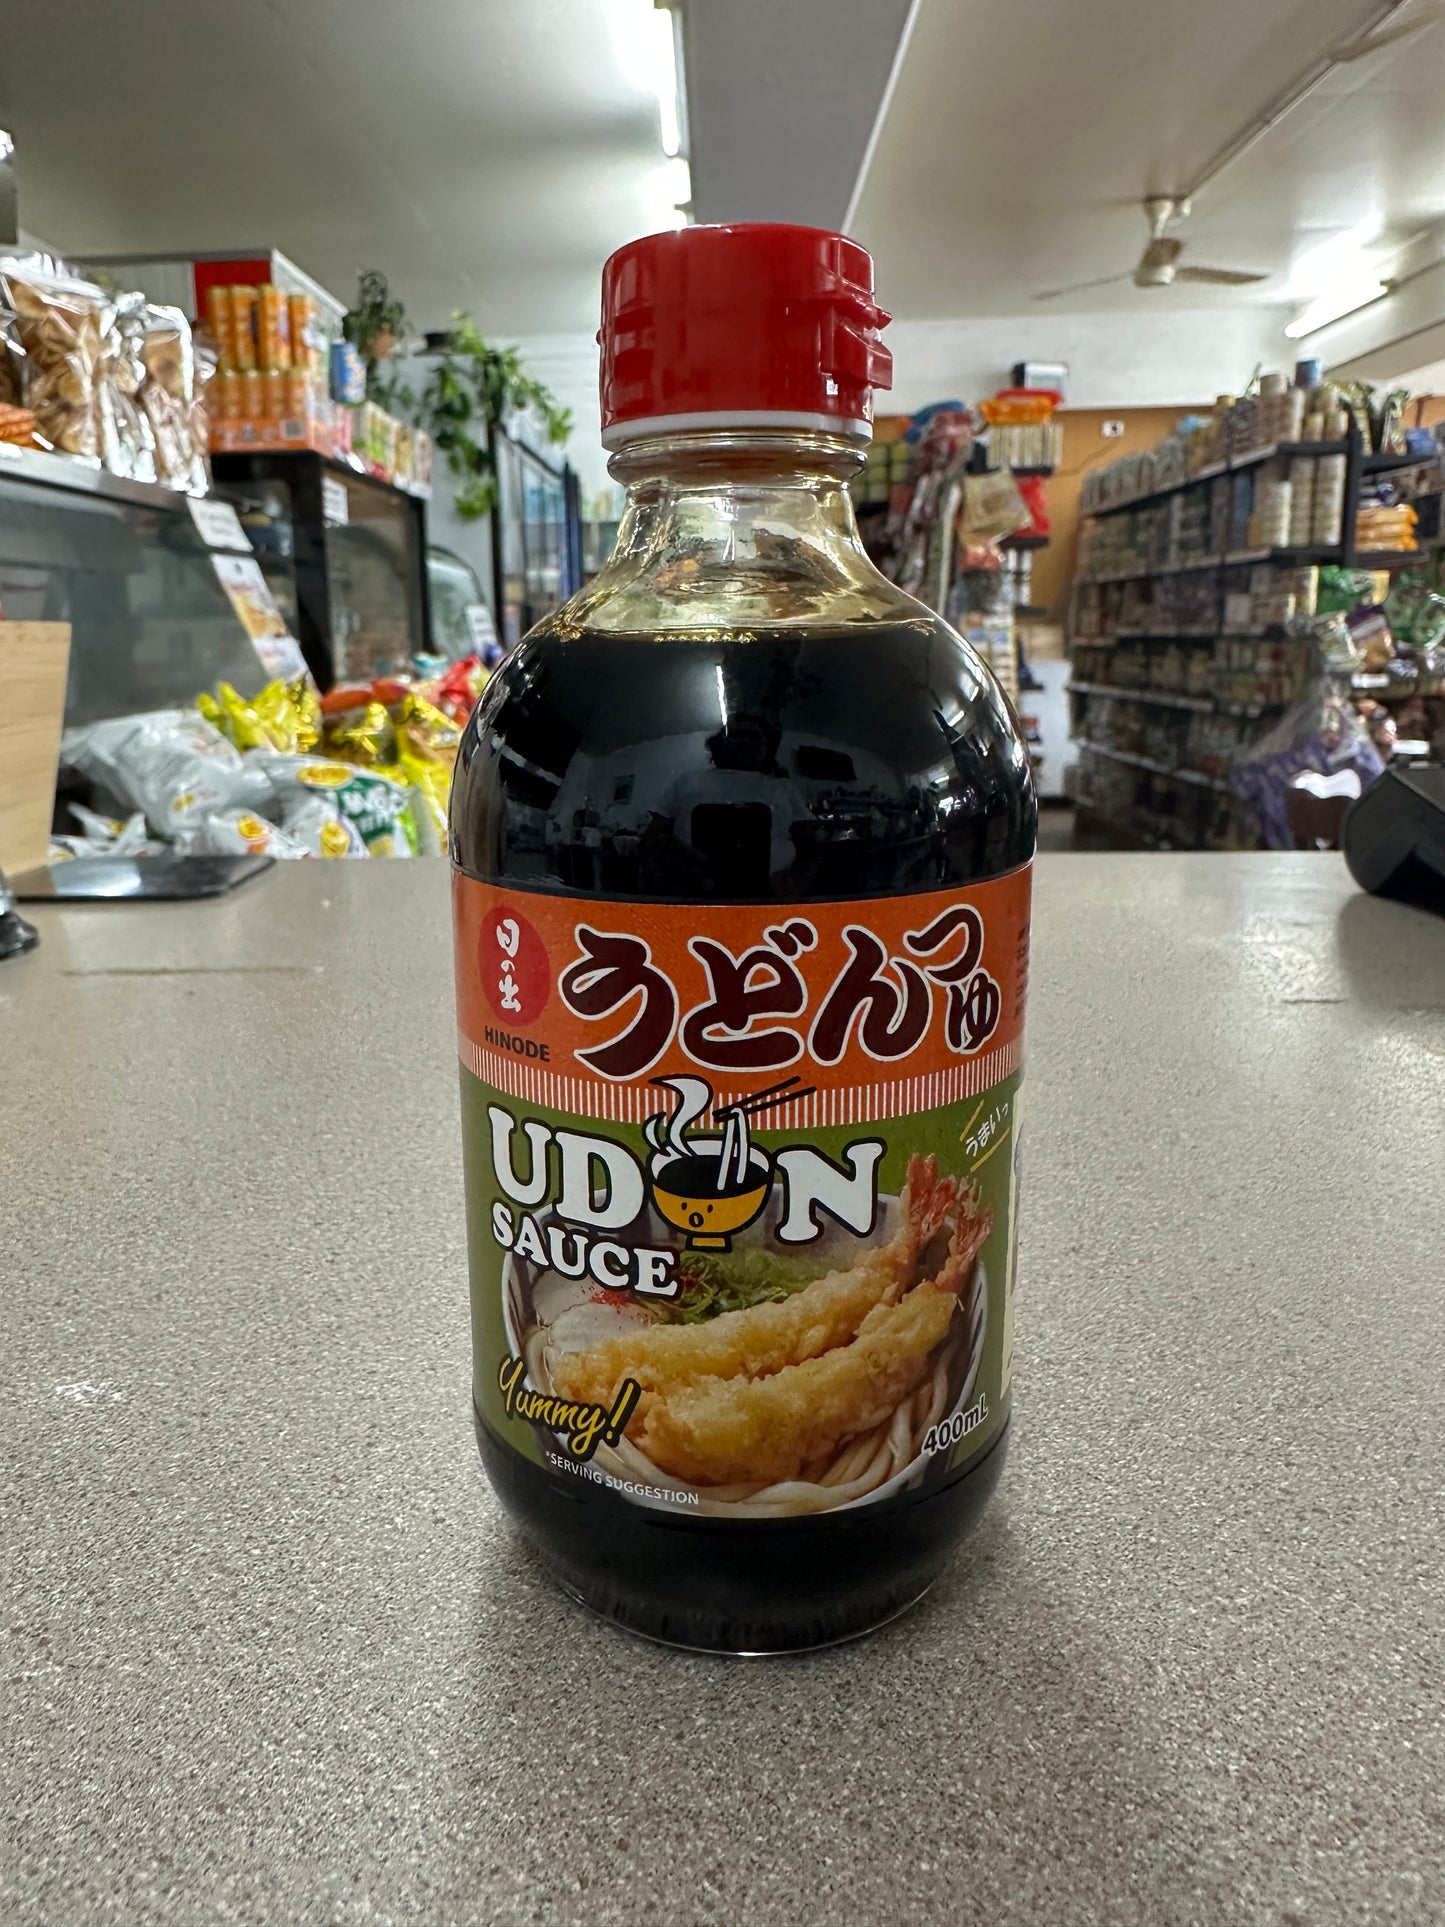 日の出
HINODE
うどんつゆ
UDON
SAUCE
うまいっ
Yummy!
400mL
*SERVING SUGGESTION